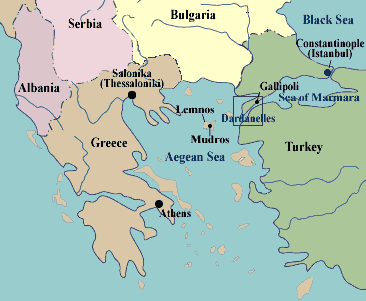 Bulgaria
Black Sea
Serbia
Constantinople
(Istanbul)
Salonika
(Thessaloniki)
Albania
Gallipoli
Sea of Marmara
Lemnos
Dardanelles
Mudros
Greece
Turkey
Aegean Sea
Athens